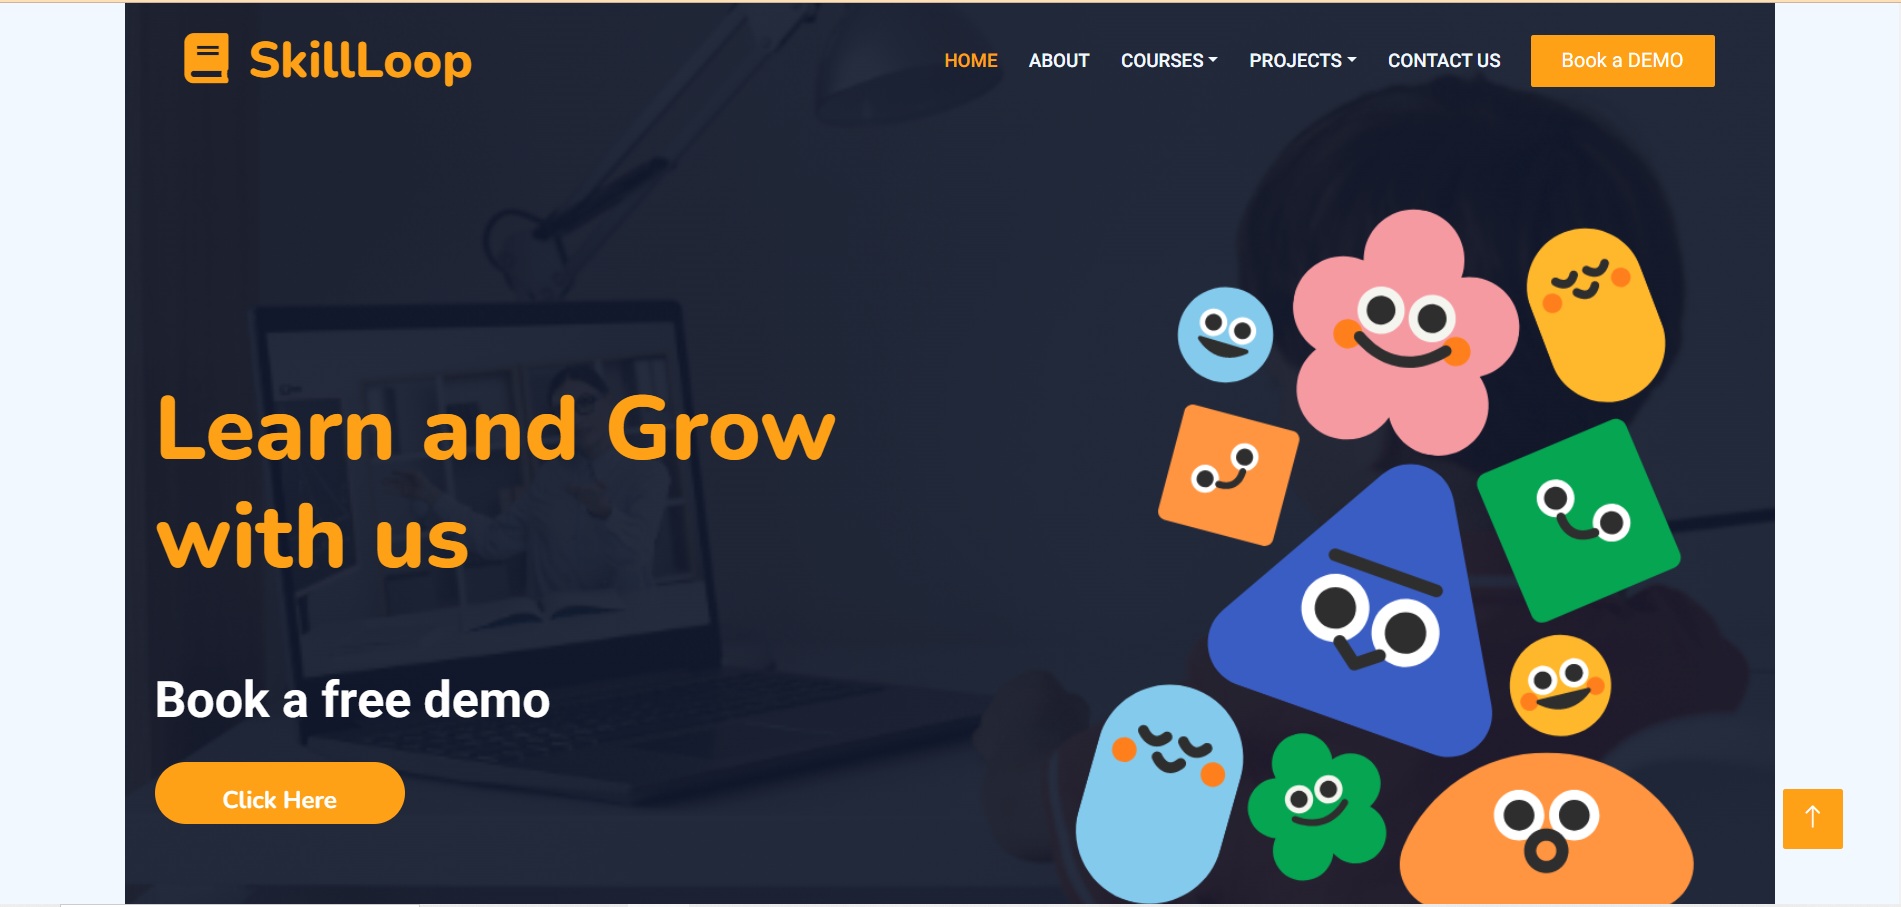 SkillLoop
HOME ABOUT COURSES PROJECTS CONTACT US Book a DEMO
Learn and Grow
with us
Book a free demo
Click Here